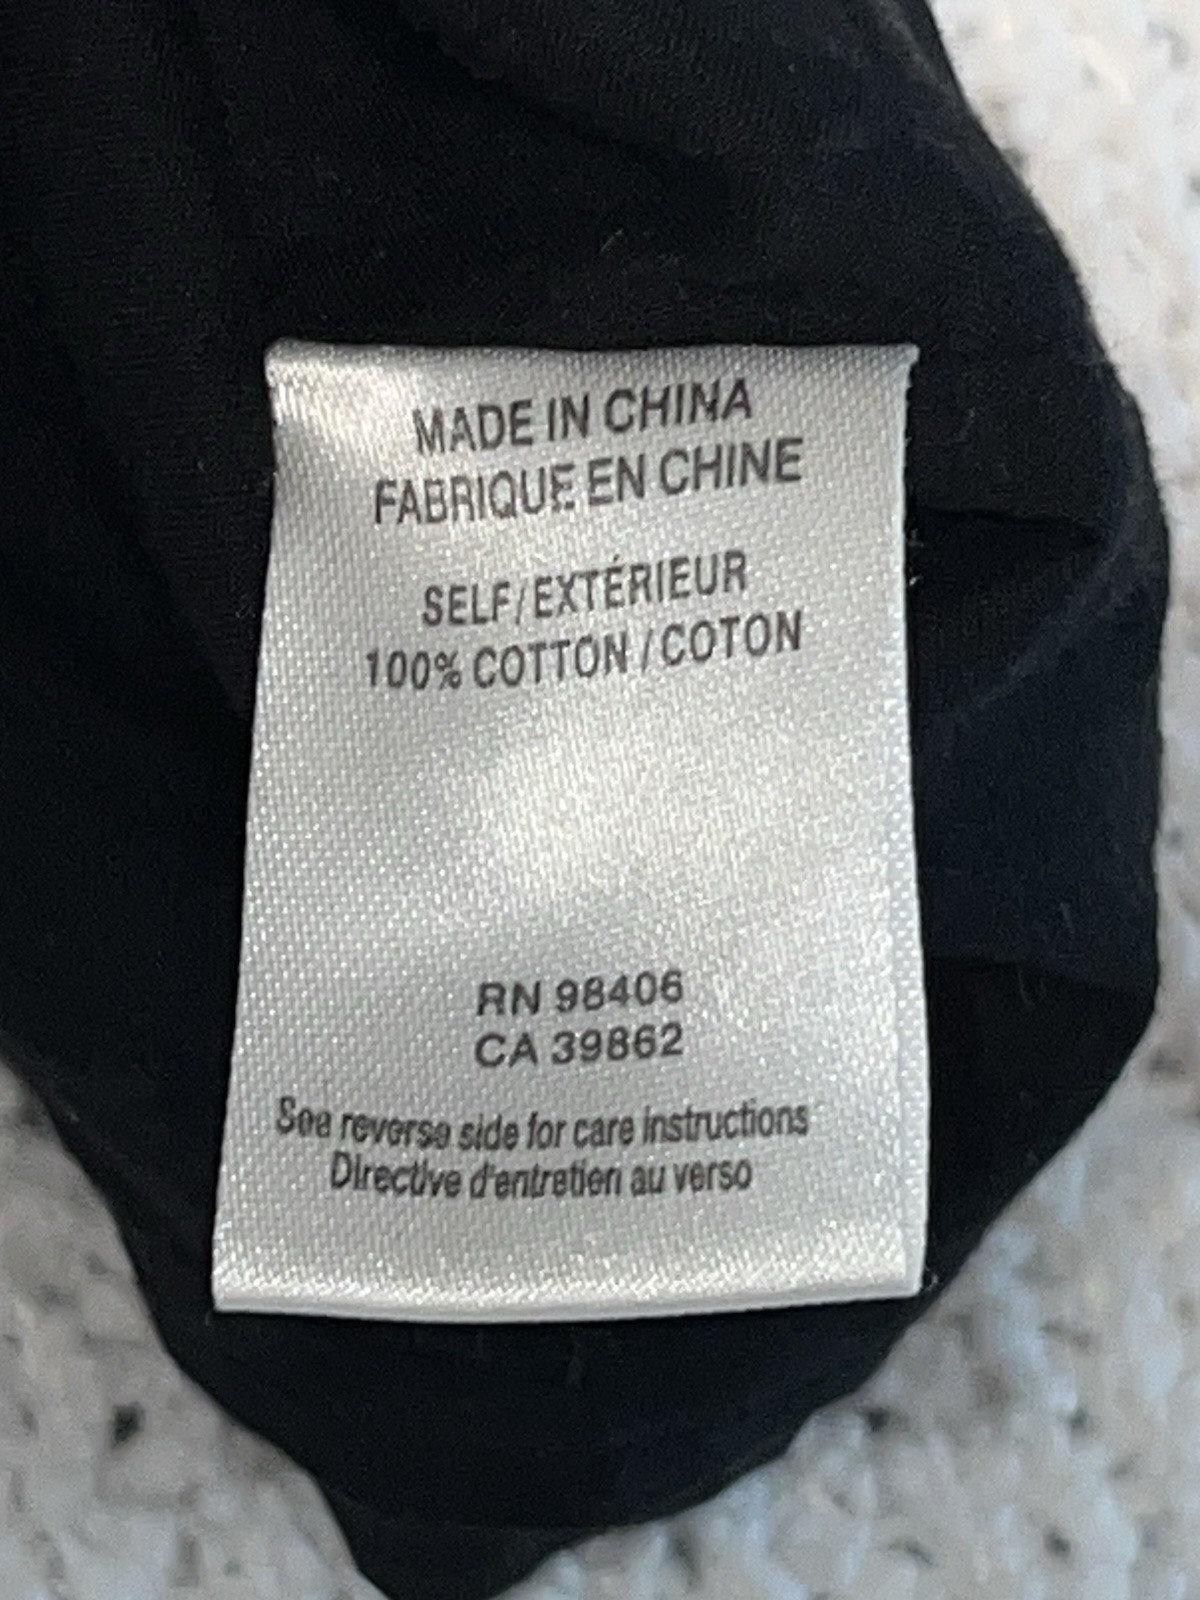 MADE IN CHINA
FABRIQUE EN CHINE
SELF/EXTÉRIEUR
100% COTTON / COTON
RN 98406
CA 39862
See reverse side for care instructions
Directive d'entretien au verso